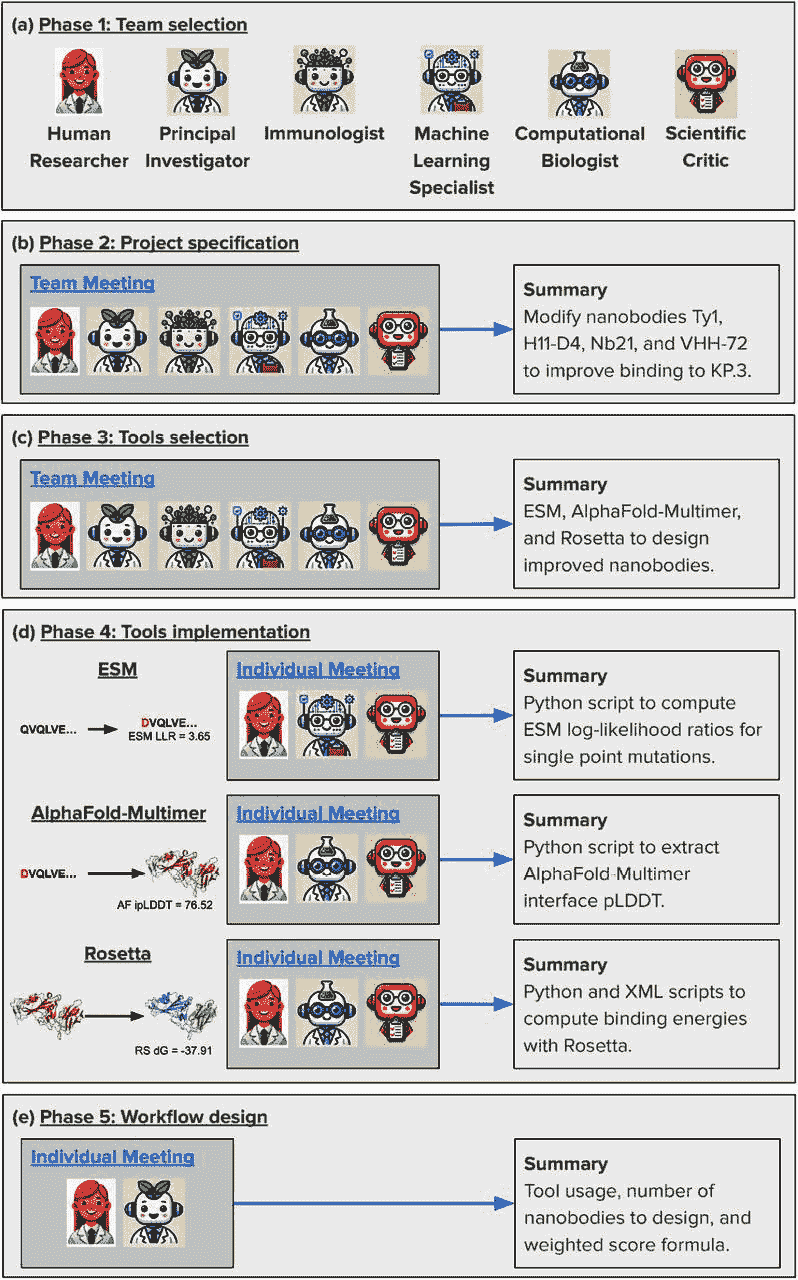 (a) Phase 1: Team selection
Human
Researcher
Principal
Investigator
Immunologist
Machine
Learning
Specialist
Computational
Biologist
Scientific
Critic
(b) Phase 2: Project specification
Team Meeting
Summary
Modify nanobodies Ty1,
H11-D4, Nb21, and VHH-72
to improve binding to KP.3.
(c) Phase 3: Tools selection
Team Meeting
Summary
ESM, AlphaFold-Multimer,
and Rosetta to design
improved nanobodies.
(d) Phase 4: Tools implementation
ESM
QVQLVE...
DVQLVE...
ESM LLR = 3.65
Individual Meeting
Summary
Python script to compute
ESM log-likelihood ratios for
single point mutations.
AlphaFold-Multimer
DVQLVE...
AF ipLDDT = 76.52
Individual Meeting
Summary
Python script to extract
AlphaFold-Multimer
interface pLDDT.
Rosetta
RS dG = -37.91
Individual Meeting
Summary
Python and XML scripts to
compute binding energies
with Rosetta.
(e) Phase 5: Workflow design
Individual Meeting
Summary
Tool usage, number of
nanobodies to design, and
weighted score formula.